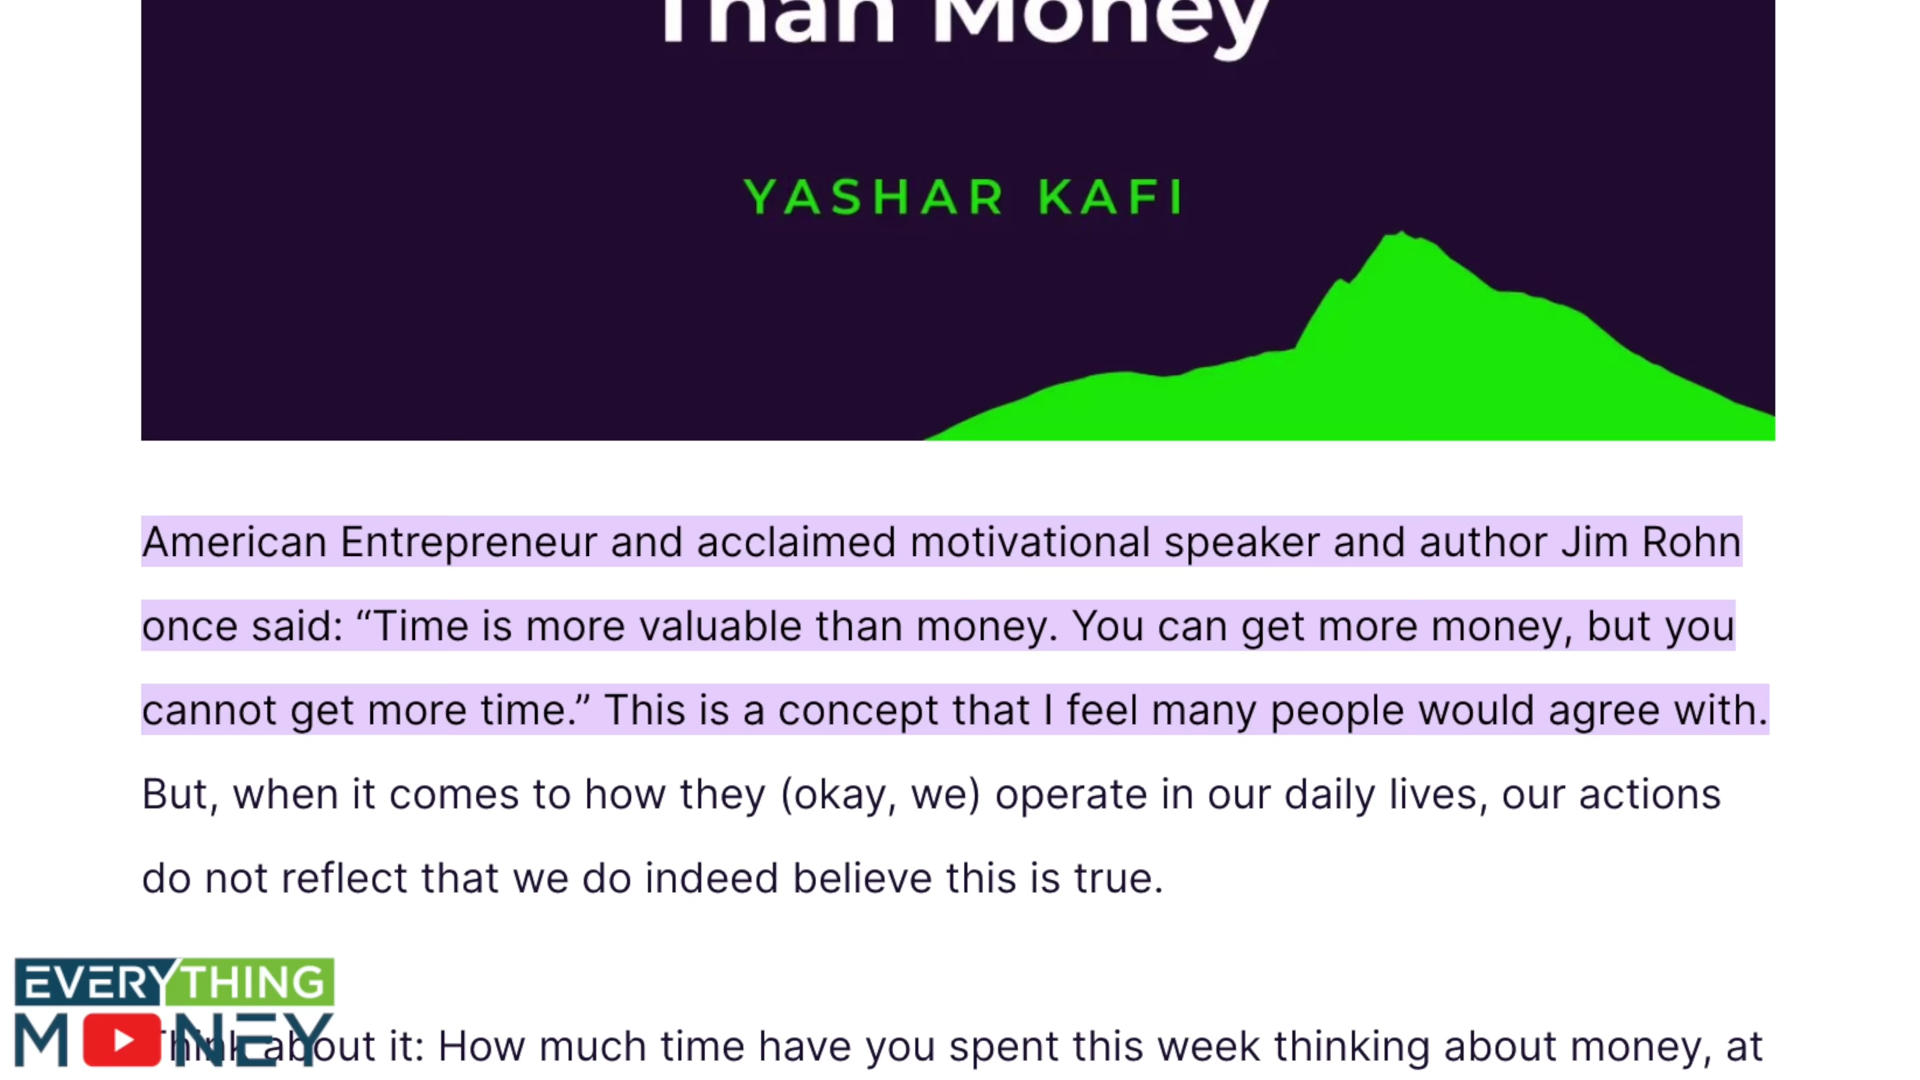 Than Money
YASHAR KAFI
American Entrepreneur and acclaimed motivational speaker and author Jim Rohn
once said: “Time is more valuable than money. You can get more money, but you
cannot get more time.” This is a concept that I feel many people would agree with.
But, when it comes to how they (okay, we) operate in our daily lives, our actions
do not reflect that we do indeed believe this is true.
EVERYTHING
MONEY
Think about it: How much time have you spent this week thinking about money, at